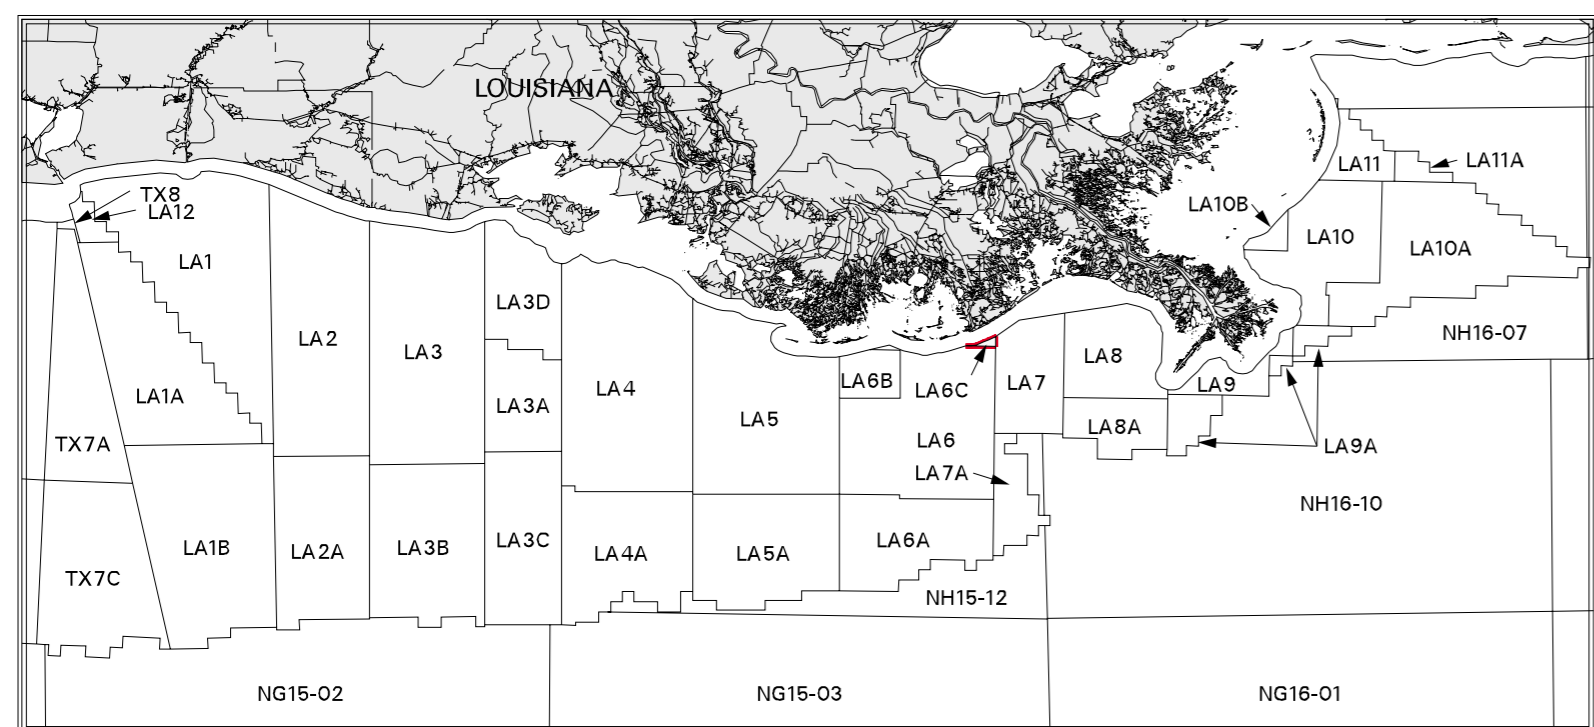 LOUISIANA
TX8
LA12
LA11
LA11A
LA10B
LA10
LA10A
LA1
LA2
LA3
LA3D
LA4
LA5
LA6B
LA6C
LA7
LA8
LA9
NH16-07
LA1A
LA3A
LA6
LA8A
LA9A
TX7A
LA7A
NH16-10
TX7C
LA1B
LA2A
LA3B
LA3C
LA4A
LA5A
LA6A
NH15-12
NG15-02
NG15-03
NG16-01